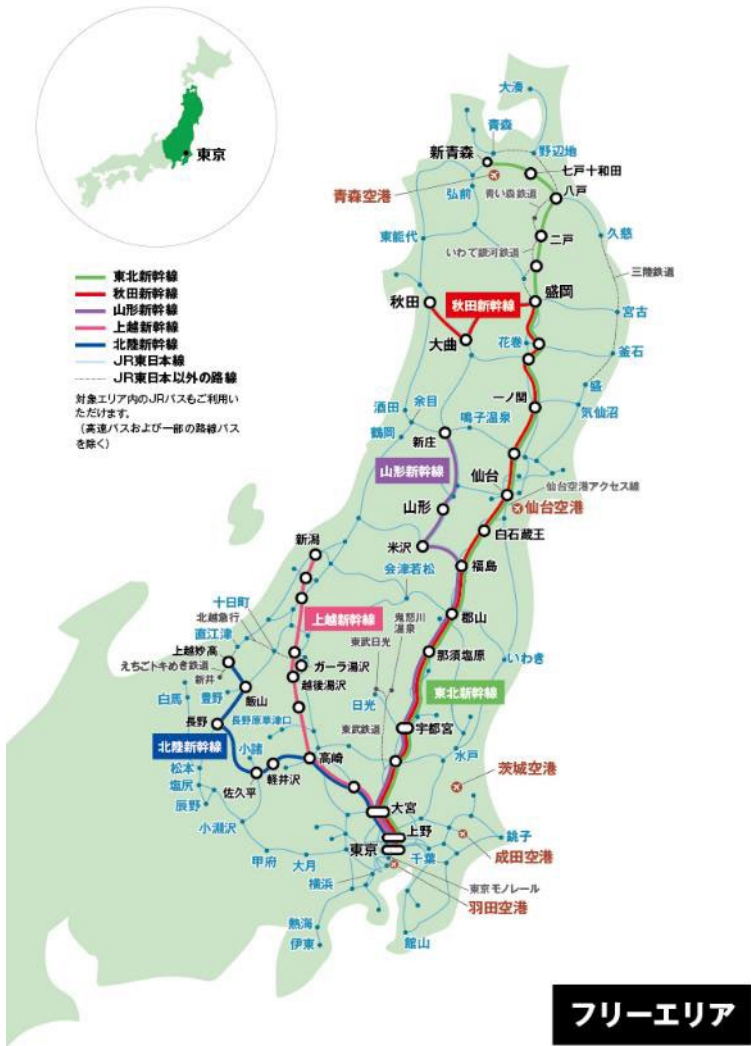 東京
東北新幹線
秋田新幹線
山形新幹線
上越新幹線
北陸新幹線
JR東日本線
JR東日本以外の路線
対象エリア内のJRバスもご利用い
ただけます。
（高速バスおよび一部の路線バス
を除く）
大湊
青森
新青森
野辺地
七戸十和田
青森空港
弘前
青い森鉄道
八戸
東能代
二戸
久慈
いわて銀河鉄道
三陸鉄道
秋田
秋田新幹線
盛岡
宮古
大曲
花巻
釜石
盛
一ノ関
気仙沼
余目
酒田
鳴子温泉
鶴岡
新庄
山形新幹線
仙台
仙台空港アクセス線
仙台空港
山形
白石蔵王
米沢
福島
新潟
会津若松
十日町
北越急行
上越新幹線
鬼怒川
温泉
郡山
直江津
東武日光
上越妙高
ガーラ湯沢
那須塩原
いわき
えちごトキめき鉄道
新井
越後湯沢
白馬
豊野
飯山
日光
東北新幹線
長野
長野原草津口
東武鉄道
宇都宮
北陸新幹線
小諸
高崎
水戸
松本
軽井沢
茨城空港
塩尻
佐久平
辰野
大宮
小淵沢
上野
銚子
東京
千葉
成田空港
甲府
大月
横浜
東京モノレール
羽田空港
熱海
伊東
館山
フリーエリア